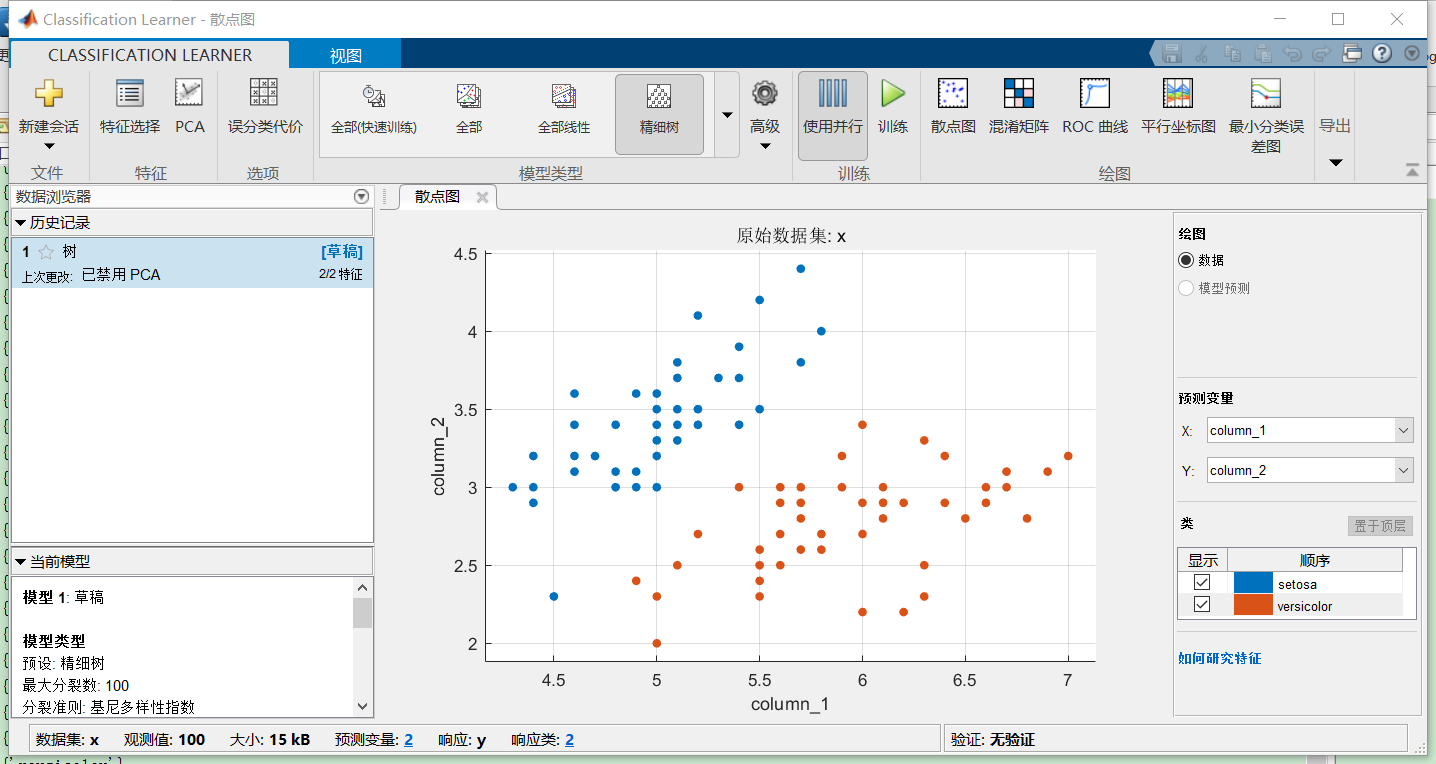 Classification Learner - 散点图
CLASSIFICATION LEARNER
视图
新建会话
特征选择
PCA
误分类代价
全部(快速训练)
全部
全部线性
精细树
高级
使用并行
训练
散点图
混淆矩阵
ROC 曲线
平行坐标图
最小分类误
差图
导出
文件
特征
选项
模型类型
训练
绘图
数据浏览器
历史记录
1 树 [草稿]
上次更改: 已禁用 PCA 2/2 特征
当前模型
模型 1: 草稿
模型类型
预设: 精细树
最大分裂数: 100
分裂准则: 基尼多样性指数
散点图
原始数据集: x
4.5
4
3.5
3
2.5
2
column_2
4.5 5 5.5 6 6.5 7
column_1
绘图
数据
模型预测
预测变量
X: column_1
Y: column_2
类
置于顶层
显示 顺序
setosa
versicolor
如何研究特征
数据集: x 观测值: 100 大小: 15 kB 预测变量: 2 响应: y 响应类: 2
验证: 无验证